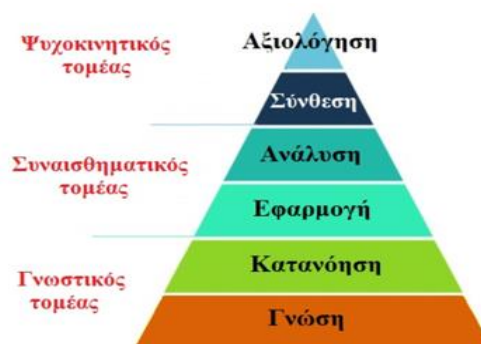 Ψυχοκινητικός
τομέας
Αξιολόγηση
Σύνθεση
Συναισθηματικός
τομέας
Ανάλυση
Εφαρμογή
Γνωστικός
τομέας
Κατανόηση
Γνώση